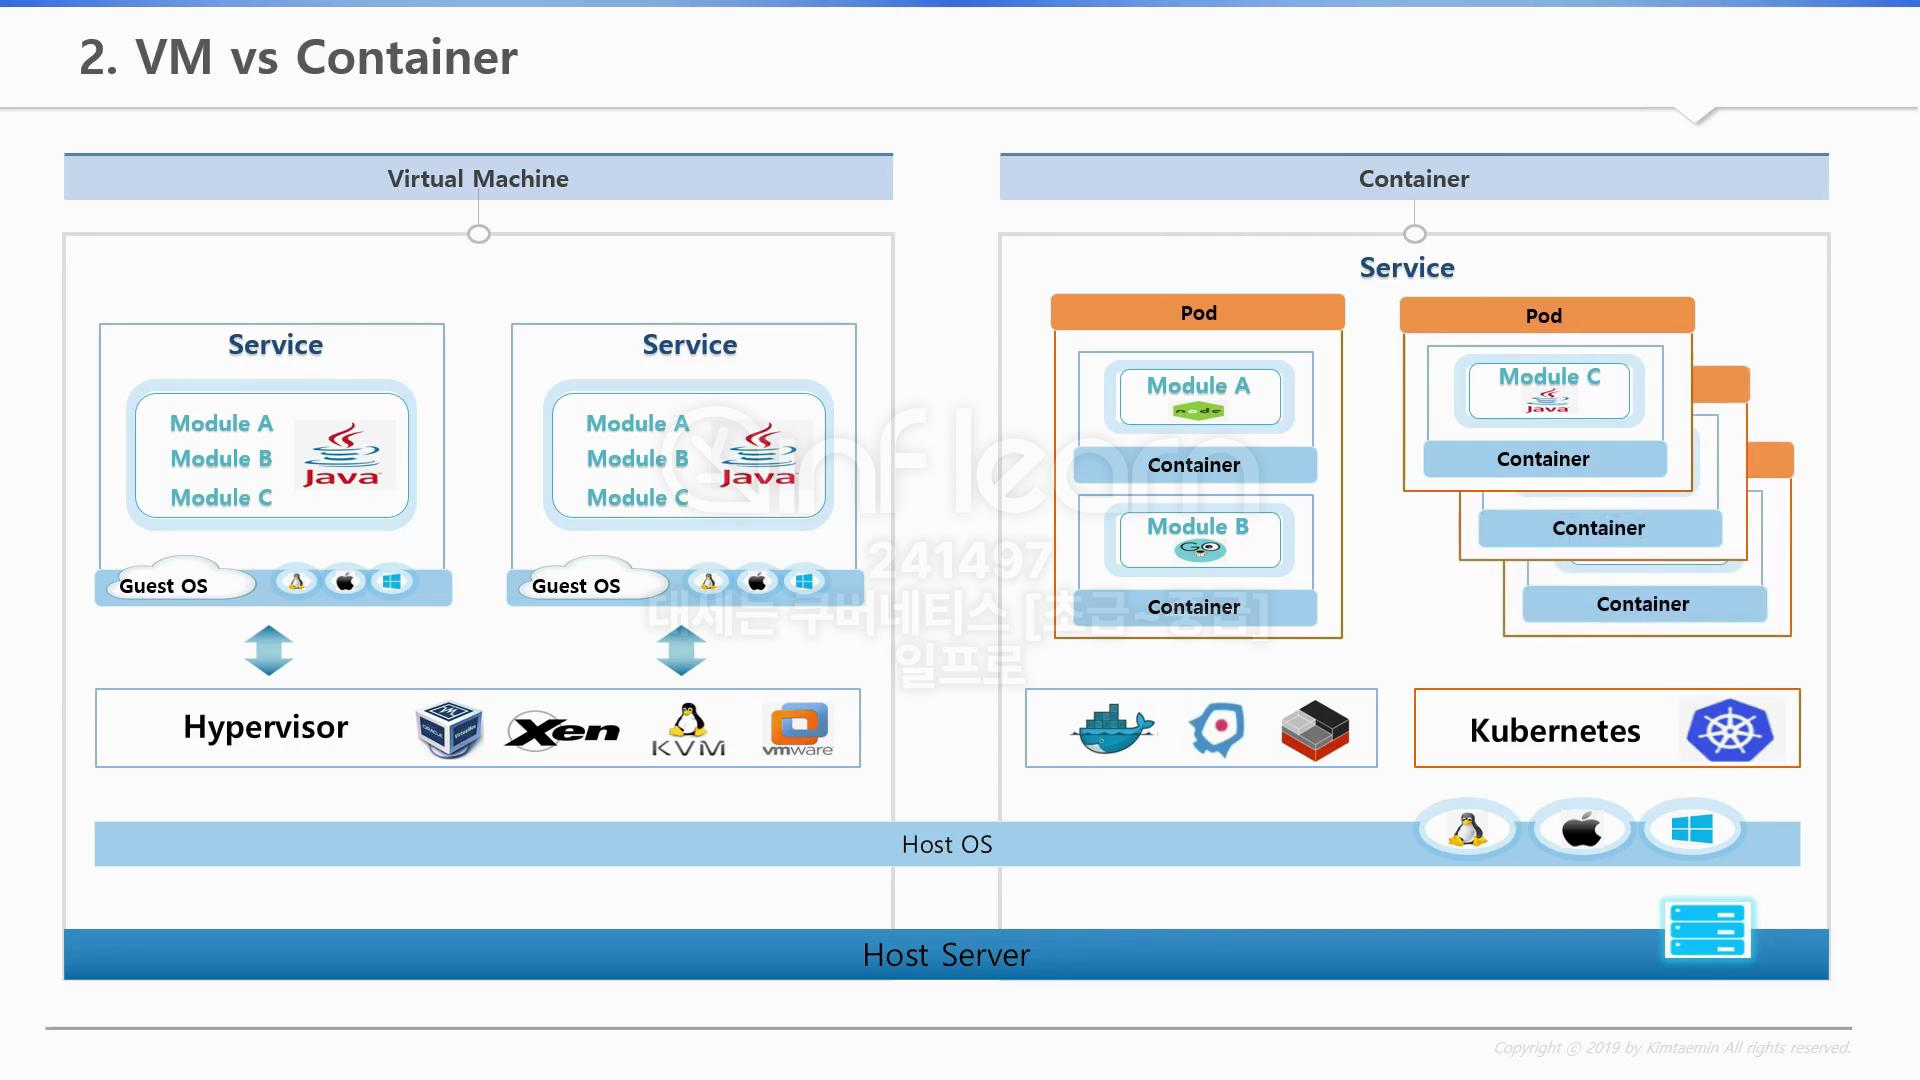 2. VM vs Container
Virtual Machine
Container
Service
Service
Module A
Module B
Module C
Java
Guest OS
Service
Module A
Module B
Module C
Java
Guest OS
Hypervisor
Xen
KVM
vmware
Pod
Module A
node
Container
Module B
GO
Container
Pod
Module C
Java
Container
Container
Container
Kubernetes
Host OS
Host Server
inflearn
241497
대세는 쿠버네티스 [초급~중급]
일프로
Copyright ⓒ 2019 by Kimtaemin All rights reserved.